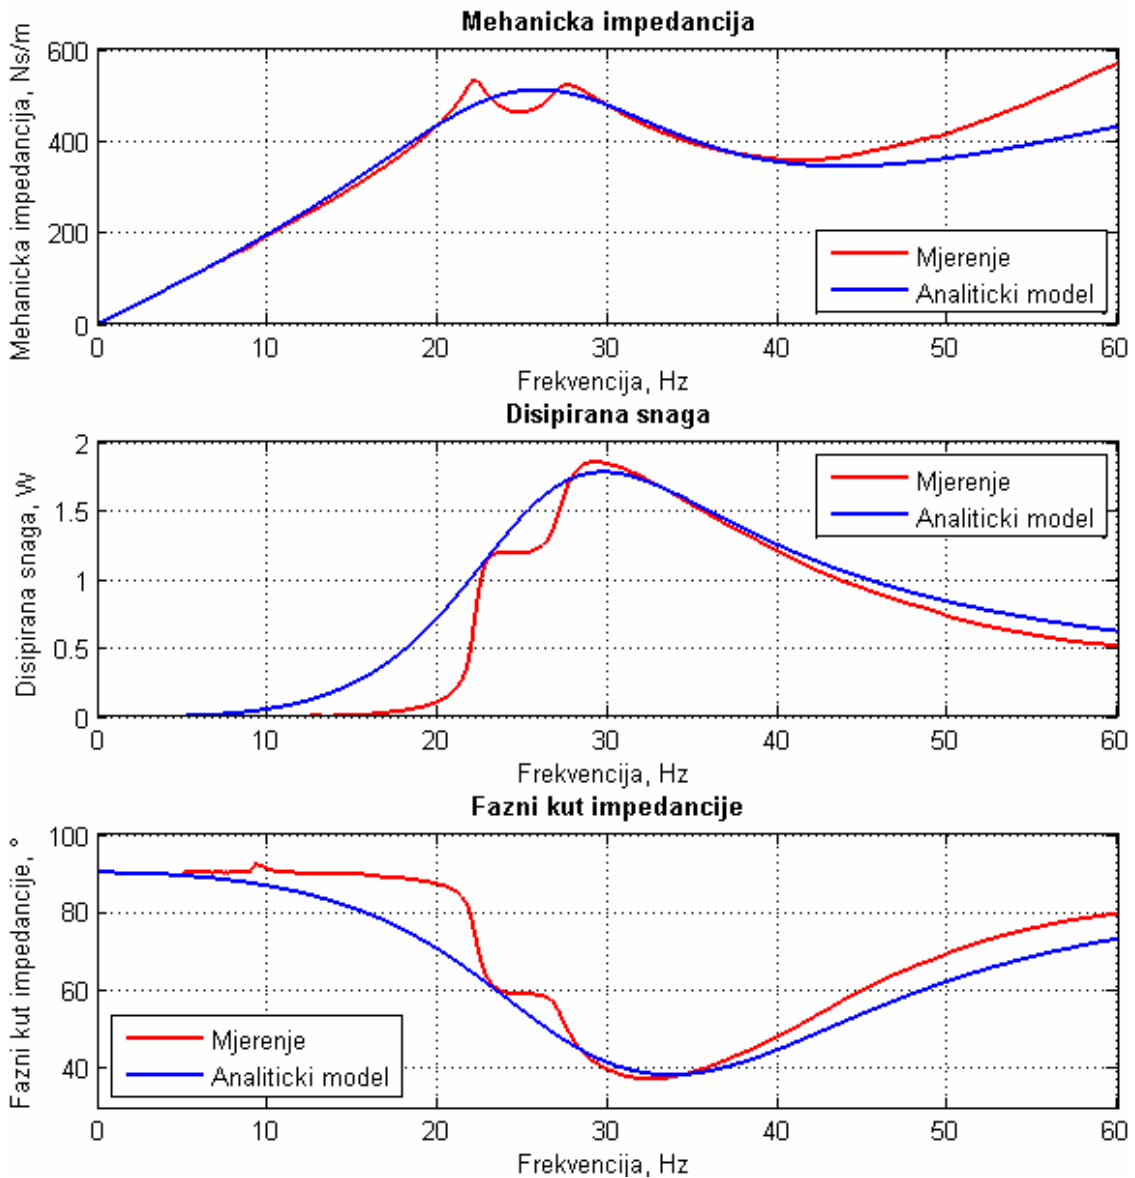 Mehanicka impedancija
Mehanicka impedancija, Ns/m
600
400
200
0
0 10 20 30 40 50 60
Mjerenje
Analiticki model
Frekvencija, Hz
Disipirana snaga
Disipirana snaga, W
2
1.5
1
0.5
0
0 10 20 30 40 50 60
Mjerenje
Analiticki model
Frekvencija, Hz
Fazni kut impedancije
Fazni kut impedancije, °
100
80
60
40
0 10 20 30 40 50 60
Mjerenje
Analiticki model
Frekvencija, Hz